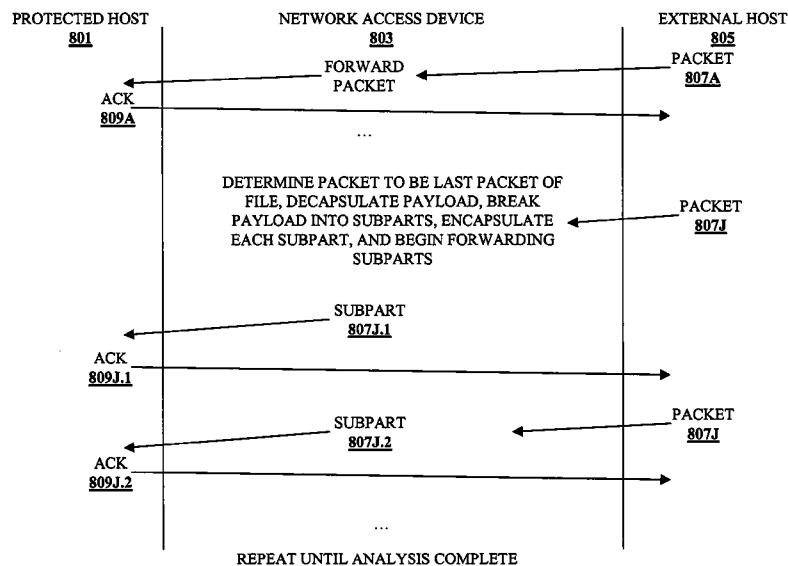 PROTECTED HOST
801
NETWORK ACCESS DEVICE
803
EXTERNAL HOST
805
PACKET
807A
FORWARD
PACKET
ACK
809A
...
DETERMINE PACKET TO BE LAST PACKET OF
FILE, DECAPSULATE PAYLOAD, BREAK
PAYLOAD INTO SUBPARTS, ENCAPSULATE
EACH SUBPART, AND BEGIN FORWARDING
SUBPARTS
PACKET
807J
SUBPART
807J.1
ACK
809J.1
SUBPART
807J.2
PACKET
807J
ACK
809J.2
...
REPEAT UNTIL ANALYSIS COMPLETE